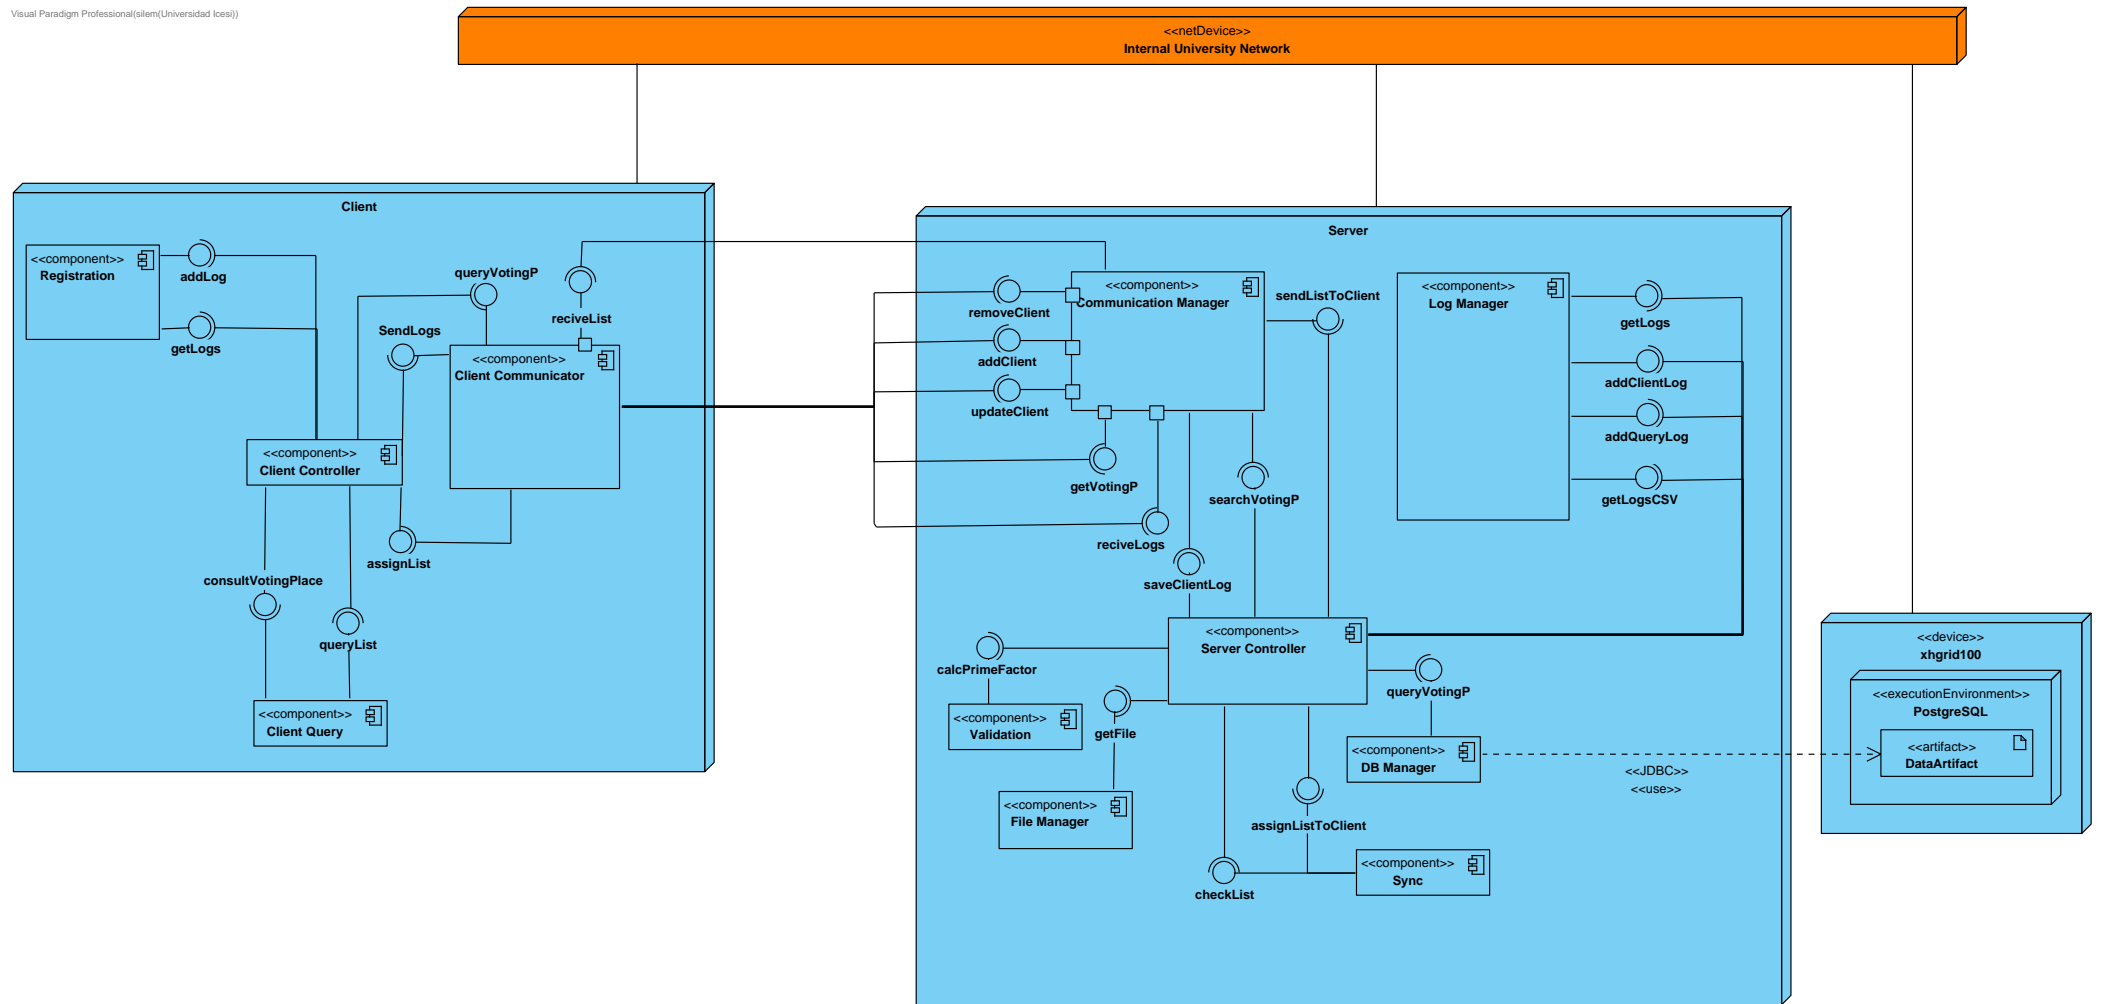 Visual Paradigm Professional(silem(Universidad Icesi))
<<netDevice>>
Internal University Network
Client
<<component>>
Registration
addLog
getLogs
queryVotingP
reciveList
SendLogs
<<component>>
Client Communicator
<<component>>
Client Controller
assignList
consultVotingPlace
queryList
<<component>>
Client Query
Server
<<component>>
Communication Manager
removeClient
addClient
updateClient
sendListToClient
getVotingP
reciveLogs
searchVotingP
saveClientLog
<<component>>
Log Manager
getLogs
addClientLog
addQueryLog
getLogsCSV
<<component>>
Server Controller
calcPrimeFactor
<<component>>
Validation
getFile
<<component>>
File Manager
queryVotingP
<<component>>
DB Manager
assignListToClient
checkList
<<component>>
Sync
<<JDBC>>
<<use>>
<<device>>
xhgrid100
<<executionEnvironment>>
PostgreSQL
<<artifact>>
DataArtifact